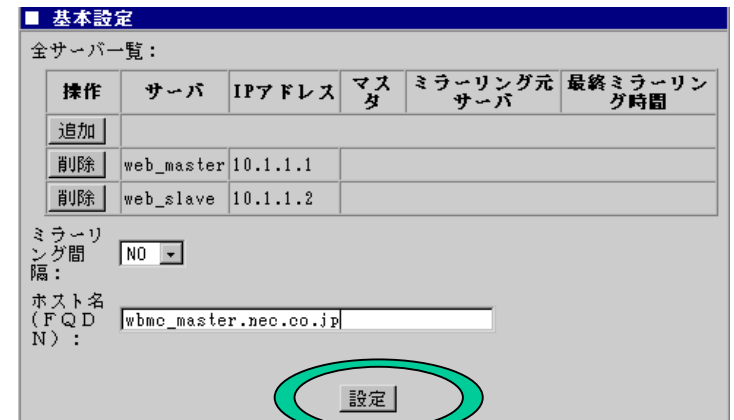 ■ 基本設定
全サーバ一覧：
操作 サーバ IPアドレス マスタ ミラーリング元サーバ 最終ミラーリング時間
追加
削除 web_master 10.1.1.1
削除 web_slave 10.1.1.2
ミラーリ
ング間
隔：
NO
ホスト名
(ＦＱＤ
Ｎ)：
wbmc_master.nec.co.jp
設定